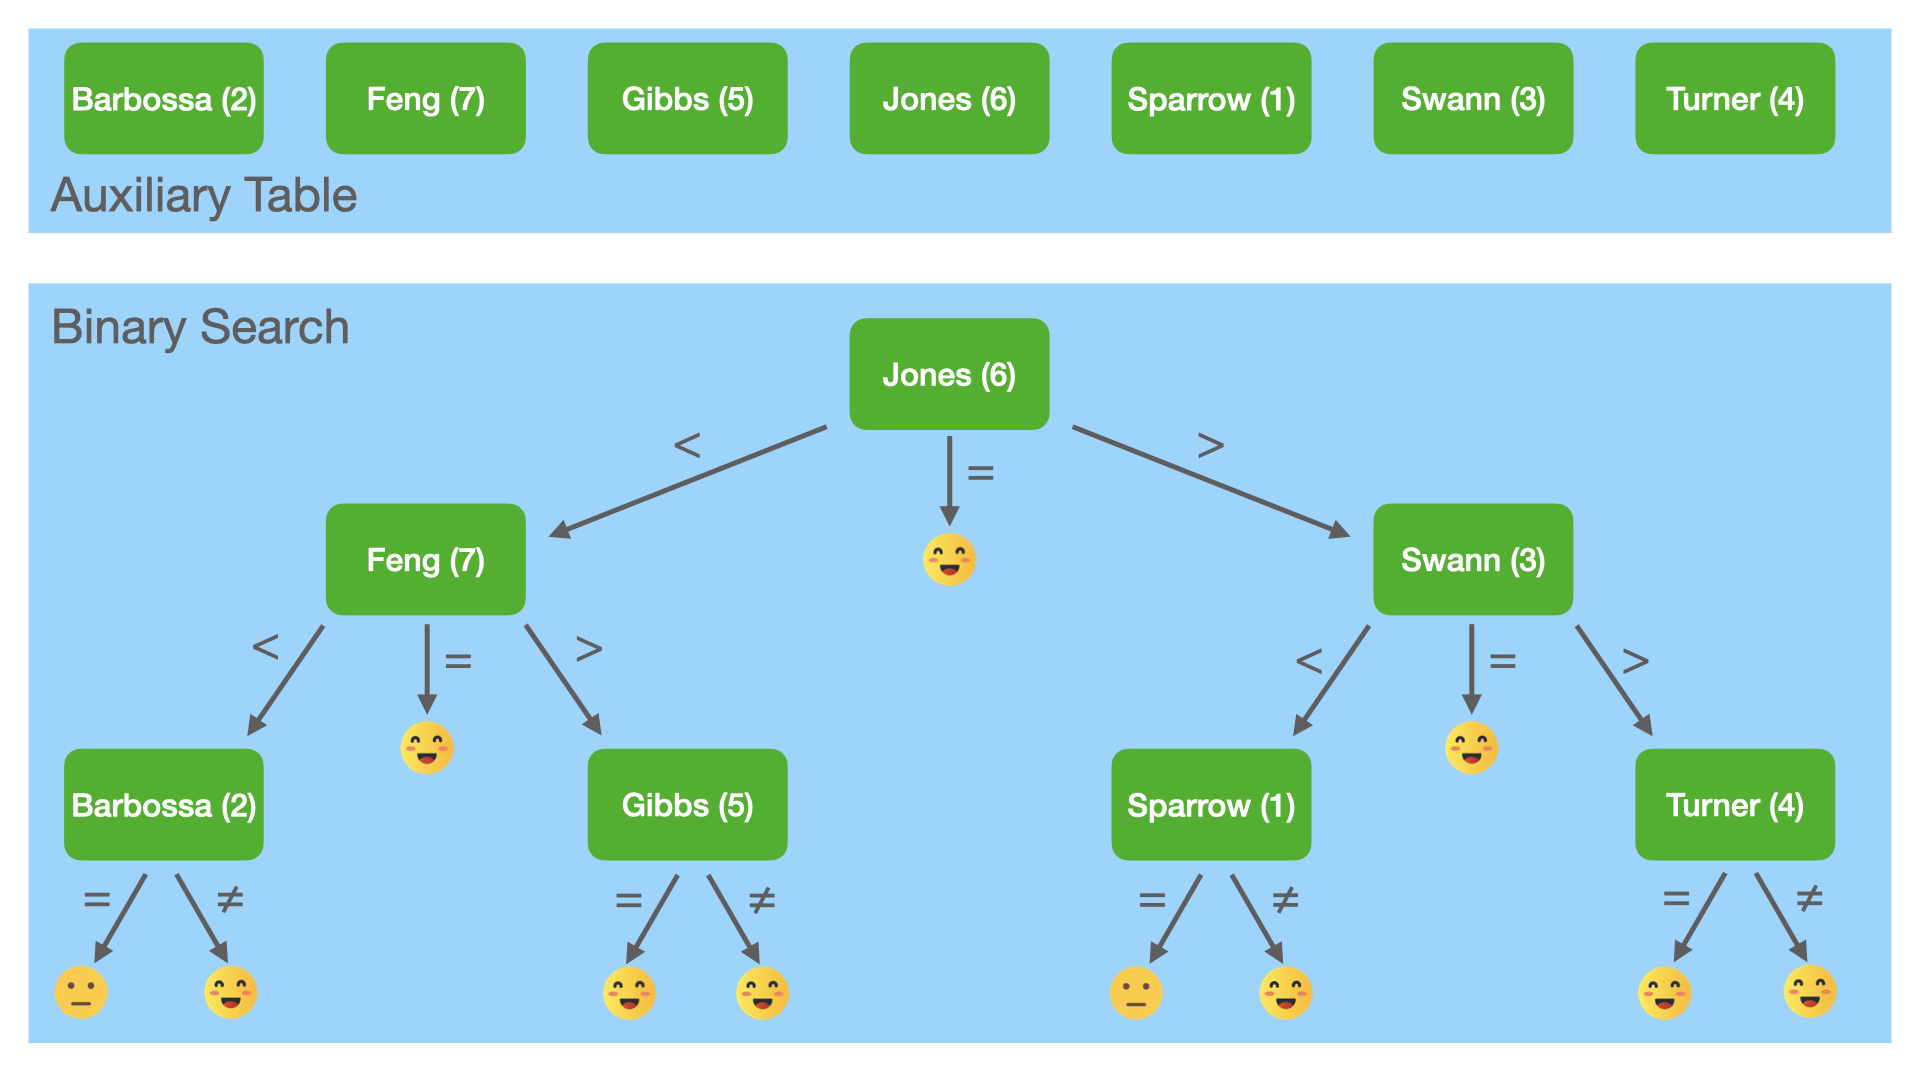 Barbossa (2) Feng (7) Gibbs (5) Jones (6) Sparrow (1) Swann (3) Turner (4)
Auxiliary Table
Binary Search
Jones (6)
< = >
Feng (7) Swann (3)
< = > < = >
Barbossa (2) Gibbs (5) Sparrow (1) Turner (4)
= ≠ = ≠ = ≠ = ≠